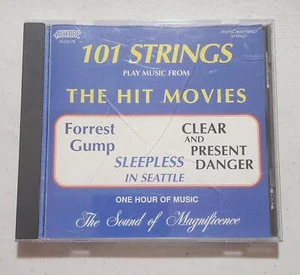 101 STRINGS
PLAY MUSIC FROM
THE HIT MOVIES
Forrest
Gump
CLEAR
AND
PRESENT
DANGER
SLEEPLESS
IN SEATTLE
ONE HOUR OF MUSIC
The Sound of Magnificence